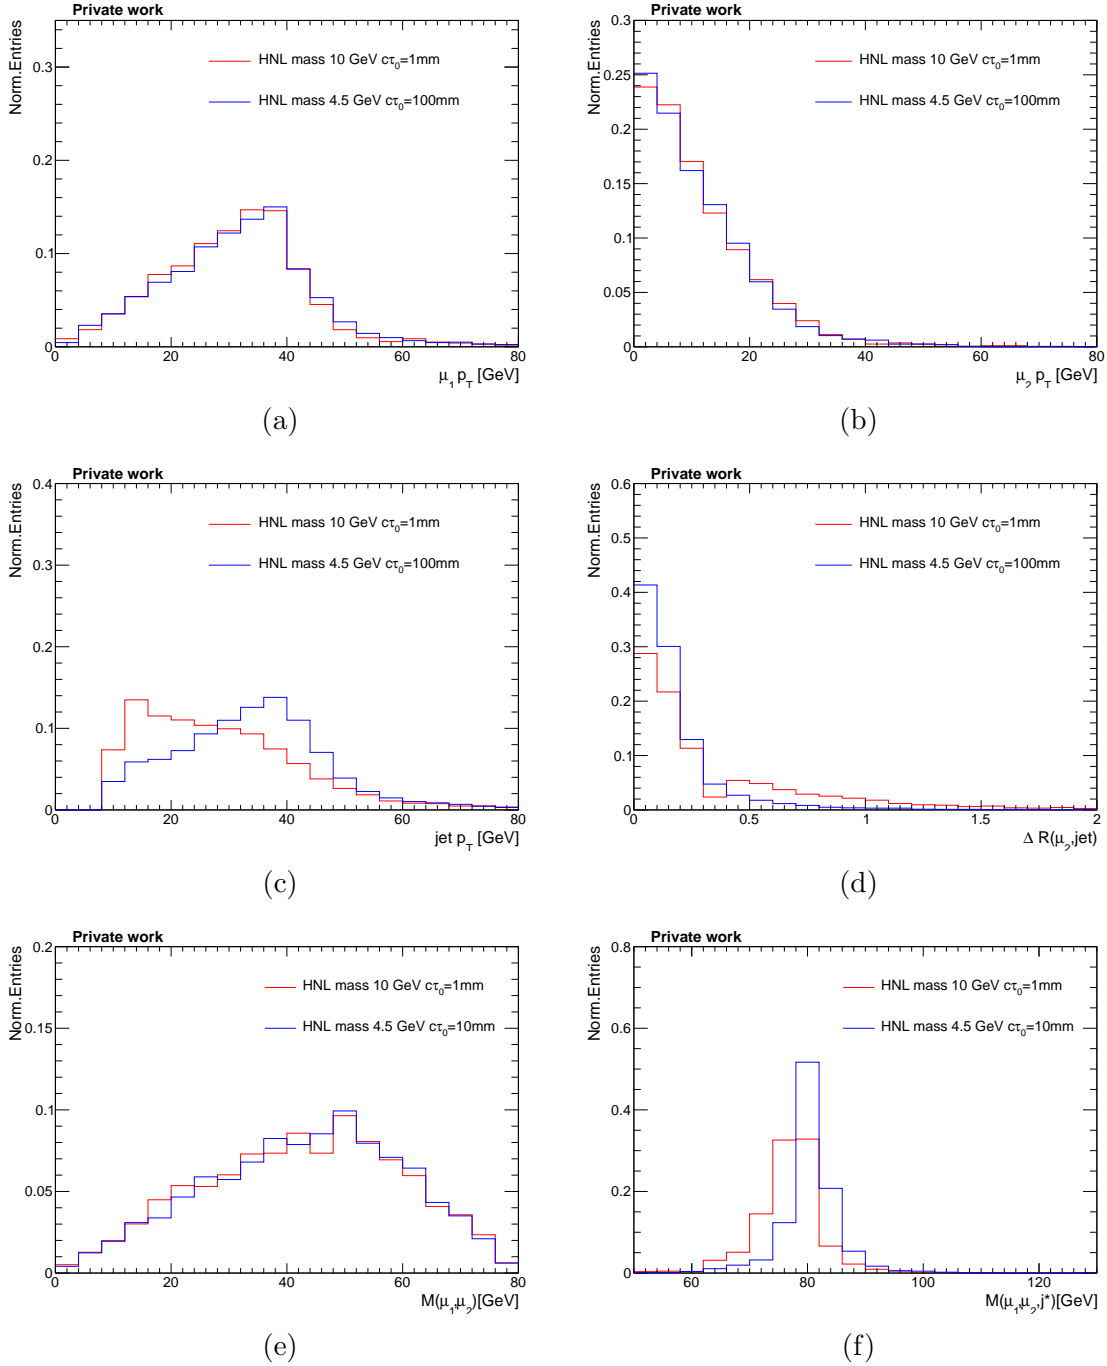 Private work
Norm.Entries
HNL mass 10 GeV cτ₀=1mm
HNL mass 4.5 GeV cτ₀=100mm
0.3
0.2
0.1
0
0 20 40 60 80
μ₁ p_T [GeV]
(a)
Private work
Norm.Entries
HNL mass 10 GeV cτ₀=1mm
HNL mass 4.5 GeV cτ₀=100mm
0.3
0.25
0.2
0.15
0.1
0.05
0
0 20 40 60 80
μ₂ p_T [GeV]
(b)
Private work
Norm.Entries
HNL mass 10 GeV cτ₀=1mm
HNL mass 4.5 GeV cτ₀=100mm
0.4
0.3
0.2
0.1
0
0 20 40 60 80
jet p_T [GeV]
(c)
Private work
Norm.Entries
HNL mass 10 GeV cτ₀=1mm
HNL mass 4.5 GeV cτ₀=100mm
0.6
0.5
0.4
0.3
0.2
0.1
0
0 0.5 1 1.5 2
Δ R(μ₂,jet)
(d)
Private work
Norm.Entries
HNL mass 10 GeV cτ₀=1mm
HNL mass 4.5 GeV cτ₀=10mm
0.2
0.15
0.1
0.05
0
0 20 40 60 80
M(μ₁,μ₂)[GeV]
(e)
Private work
Norm.Entries
HNL mass 10 GeV cτ₀=1mm
HNL mass 4.5 GeV cτ₀=10mm
0.8
0.6
0.4
0.2
0
60 80 100 120
M(μ₁,μ₂,j*)[GeV]
(f)